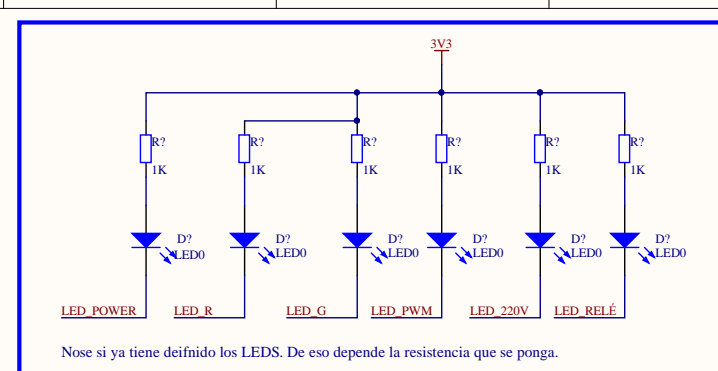 3V3
R? R? R? R? R? R?
1K 1K 1K 1K 1K 1K
D? D? D? D? D? D?
LED0 LED0 LED0 LED0 LED0 LED0
LED_POWER LED_R LED_G LED_PWM LED_220V LED_RELÉ
Nose si ya tiene deifnido los LEDS. De eso depende la resistencia que se ponga.